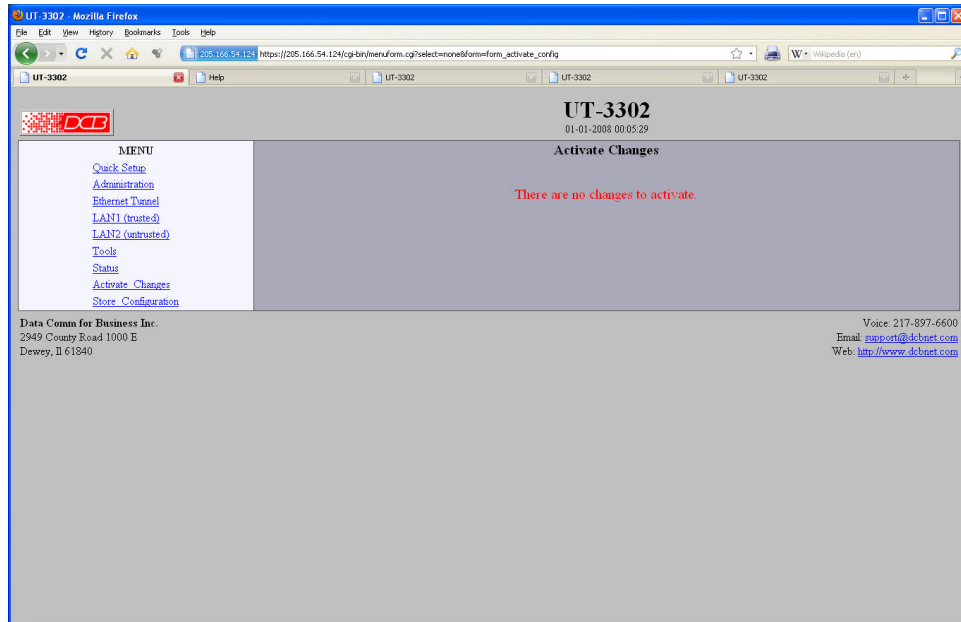 UT-3302 - Mozilla Firefox
File Edit View History Bookmarks Tools Help
205.166.54.124 https://205.166.54.124/cgi-bin/menuform.cgi?select=none&form=form_activate_config
W Wikipedia (en)
UT-3302 Help UT-3302 UT-3302 UT-3302
DCB
UT-3302
01-01-2008 00:05:29
MENU
Quick Setup
Administration
Ethernet Tunnel
LAN1 (trusted)
LAN2 (untrusted)
Tools
Status
Activate Changes
Store Configuration
Activate Changes
There are no changes to activate.
Data Comm for Business Inc.
2949 County Road 1000 E
Dewey, Il 61840
Voice: 217-897-6600
Email: support@dcbnet.com
Web: http://www.dcbnet.com